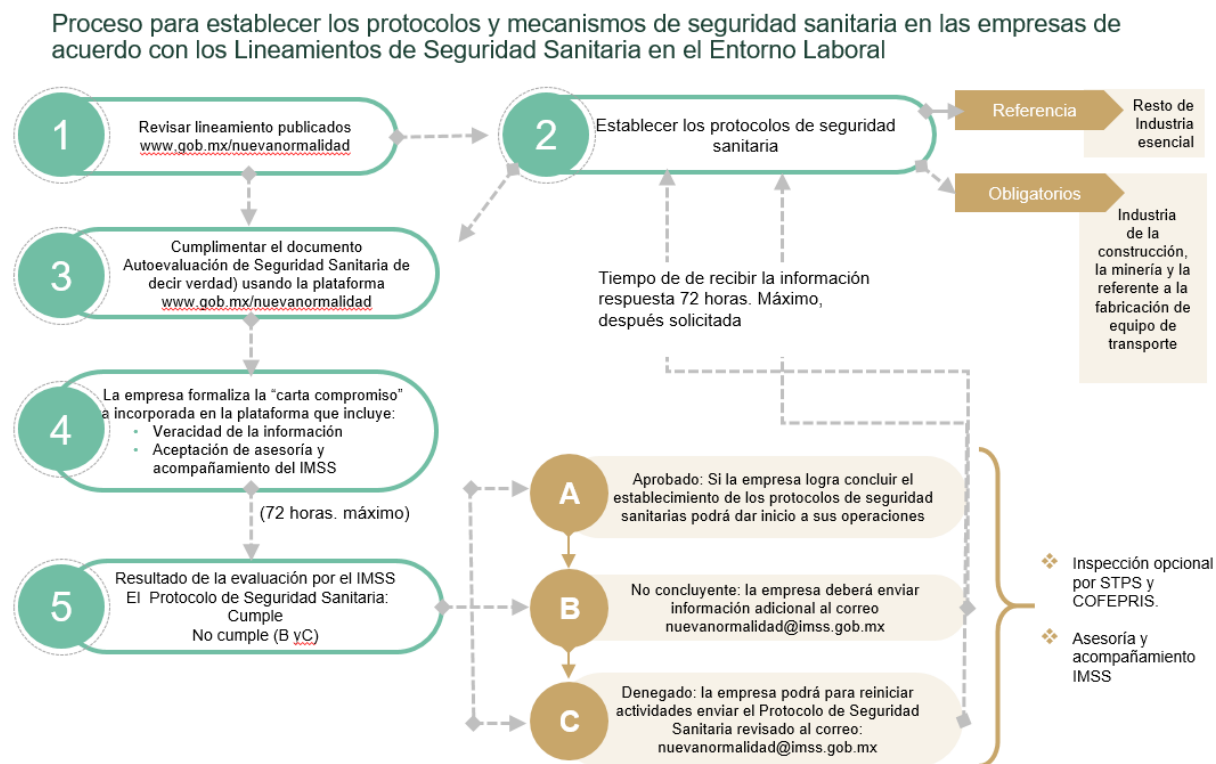 Proceso para establecer los protocolos y mecanismos de seguridad sanitaria en las empresas de
acuerdo con los Lineamientos de Seguridad Sanitaria en el Entorno Laboral
1
Revisar lineamiento publicados
www.gob.mx/nuevanormalidad
2
Establecer los protocolos de seguridad
sanitaria
Referencia
Resto de
Industria
esencial
Obligatorios
Industria
de la
construcción,
la minería y la
referente a la
fabricación de
equipo de
transporte
3
Cumplimentar el documento
Autoevaluación de Seguridad Sanitaria de
decir verdad) usando la plataforma
www.gob.mx/nuevanormalidad
Tiempo de de recibir la información
respuesta 72 horas. Máximo,
después solicitada
4
La empresa formaliza la “carta compromiso”
a incorporada en la plataforma que incluye:
• Veracidad de la información
• Aceptación de asesoría y
acompañamiento del IMSS
(72 horas. máximo)
5
Resultado de la evaluación por el IMSS
El Protocolo de Seguridad Sanitaria:
Cumple
No cumple (B yC)
A
Aprobado: Si la empresa logra concluir el
establecimiento de los protocolos de seguridad
sanitarias podrá dar inicio a sus operaciones
B
No concluyente: la empresa deberá enviar
información adicional al correo
nuevanormalidad@imss.gob.mx
C
Denegado: la empresa podrá para reiniciar
actividades enviar el Protocolo de Seguridad
Sanitaria revisado al correo:
nuevanormalidad@imss.gob.mx
❖ Inspección opcional
por STPS y
COFEPRIS.
❖ Asesoría y
acompañamiento
IMSS